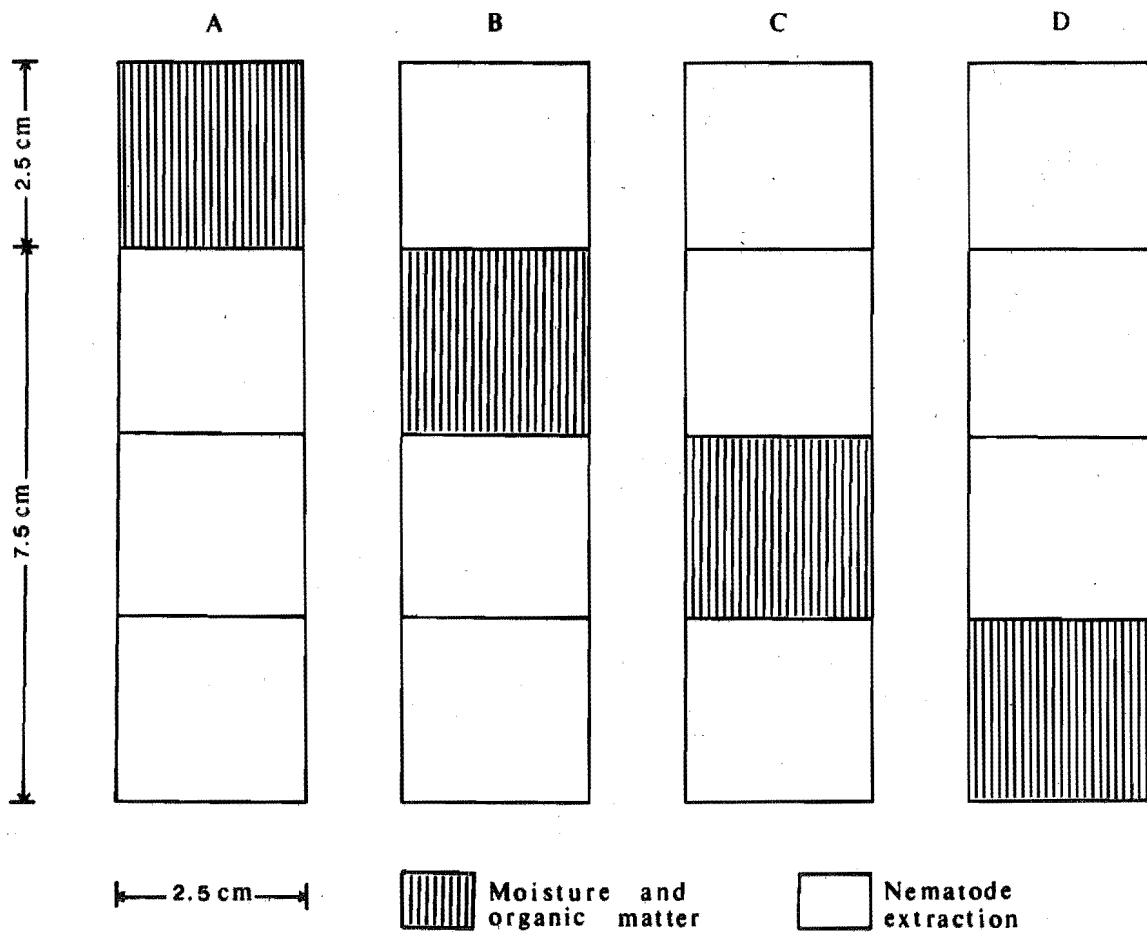 A B C D
2.5 cm
7.5 cm
2.5 cm
Moisture and
organic matter
Nematode
extraction